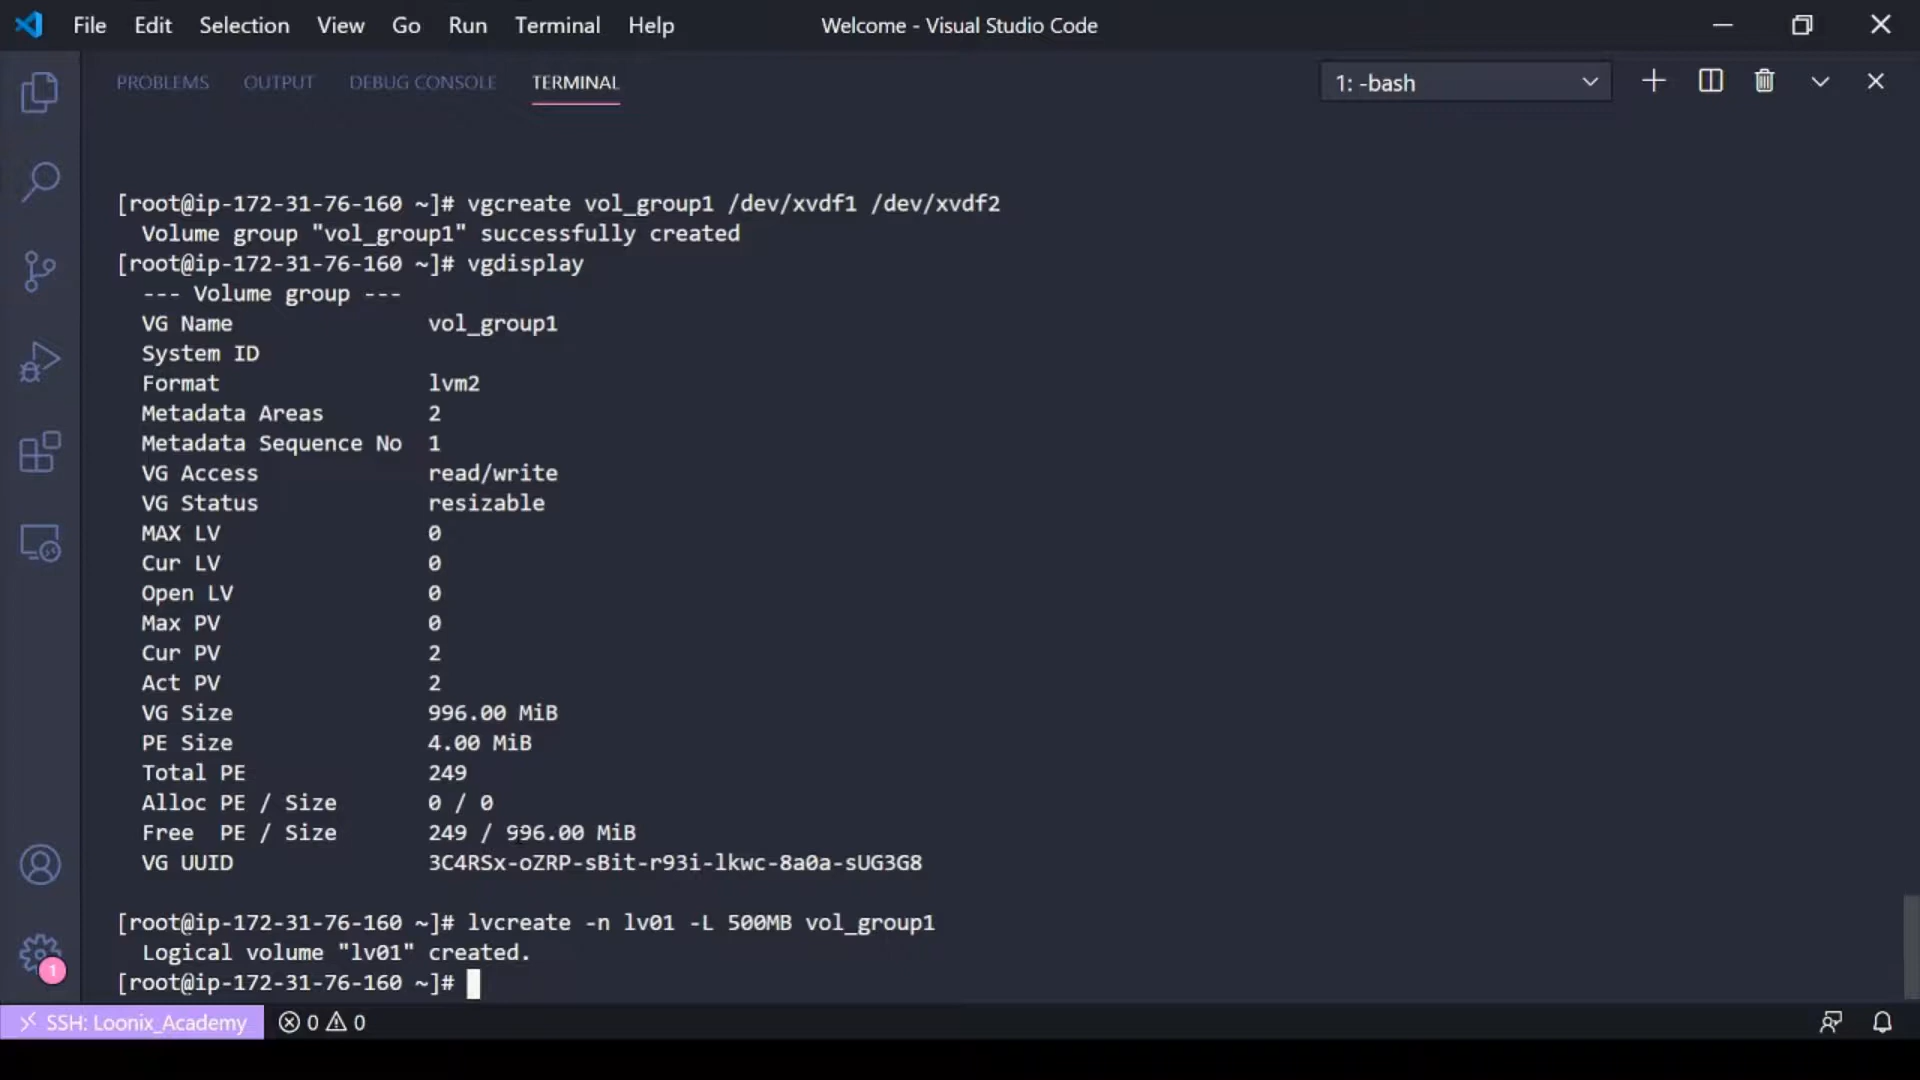 File Edit Selection View Go Run Terminal Help Welcome - Visual Studio Code
PROBLEMS OUTPUT DEBUG CONSOLE TERMINAL 1: -bash
[root@ip-172-31-76-160 ~]# vgcreate vol_group1 /dev/xvdf1 /dev/xvdf2
Volume group "vol_group1" successfully created
[root@ip-172-31-76-160 ~]# vgdisplay
--- Volume group ---
VG Name vol_group1
System ID
Format lvm2
Metadata Areas 2
Metadata Sequence No 1
VG Access read/write
VG Status resizable
MAX LV 0
Cur LV 0
Open LV 0
Max PV 0
Cur PV 2
Act PV 2
VG Size 996.00 MiB
PE Size 4.00 MiB
Total PE 249
Alloc PE / Size 0 / 0
Free PE / Size 249 / 996.00 MiB
VG UUID 3C4RSx-oZRP-sBit-r93i-lkwc-8a0a-sUG3G8
[root@ip-172-31-76-160 ~]# lvcreate -n lv01 -L 500MB vol_group1
Logical volume "lv01" created.
[root@ip-172-31-76-160 ~]#
1
SSH: Loonix_Academy 0 0